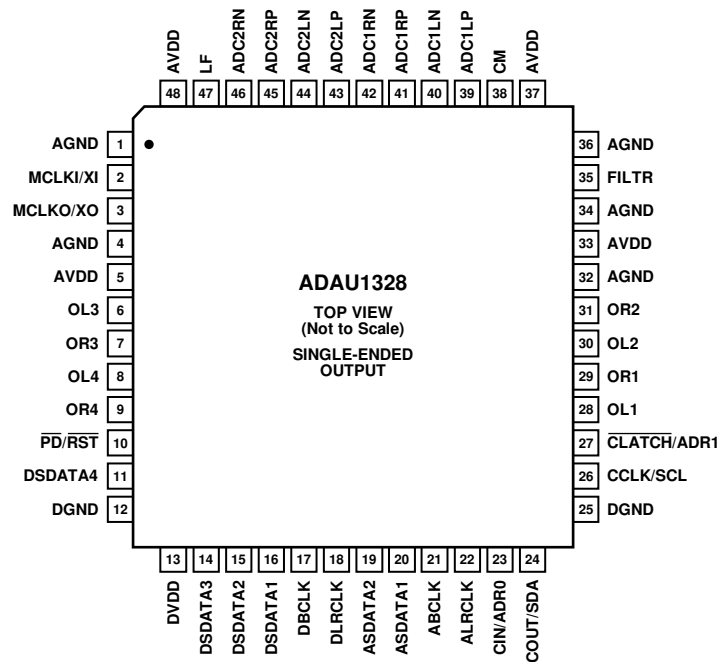 AVDD
LF
ADC2RN
ADC2RP
ADC2LN
ADC2LP
ADC1RN
ADC1RP
ADC1LN
ADC1LP
CM
AVDD
48 47 46 45 44 43 42 41 40 39 38 37
AGND 1
36 AGND
MCLKI/XI 2
35 FILTR
MCLKO/XO 3
34 AGND
AGND 4
33 AVDD
AVDD 5
32 AGND
OL3 6
31 OR2
OR3 7
30 OL2
OL4 8
29 OR1
OR4 9
28 OL1
PD/RST 10
27 CLATCH/ADR1
DSDATA4 11
26 CCLK/SCL
DGND 12
25 DGND
ADAU1328
TOP VIEW
(Not to Scale)
SINGLE-ENDED
OUTPUT
13 14 15 16 17 18 19 20 21 22 23 24
DVDD
DSDATA3
DSDATA2
DSDATA1
DBCLK
DLRCLK
ASDATA2
ASDATA1
ABCLK
ALRCLK
CIN/ADR0
COUT/SDA